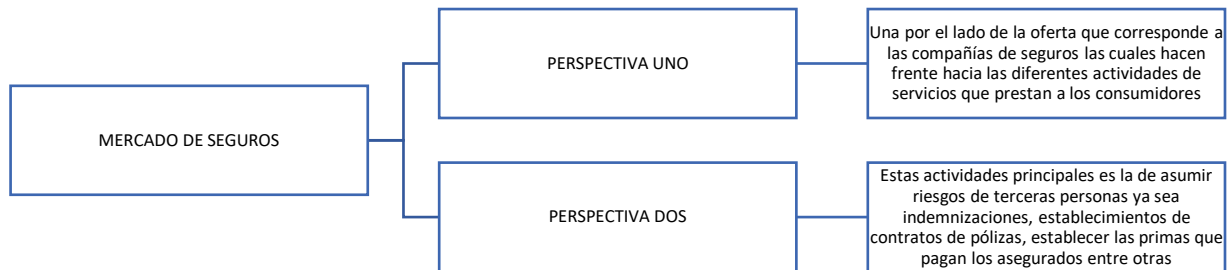 MERCADO DE SEGUROS
PERSPECTIVA UNO
Una por el lado de la oferta que corresponde a
las compañías de seguros las cuales hacen
frente hacia las diferentes actividades de
servicios que prestan a los consumidores
PERSPECTIVA DOS
Estas actividades principales es la de asumir
riesgos de terceras personas ya sea
indemnizaciones, establecimientos de
contratos de pólizas, establecer las primas que
pagan los asegurados entre otras